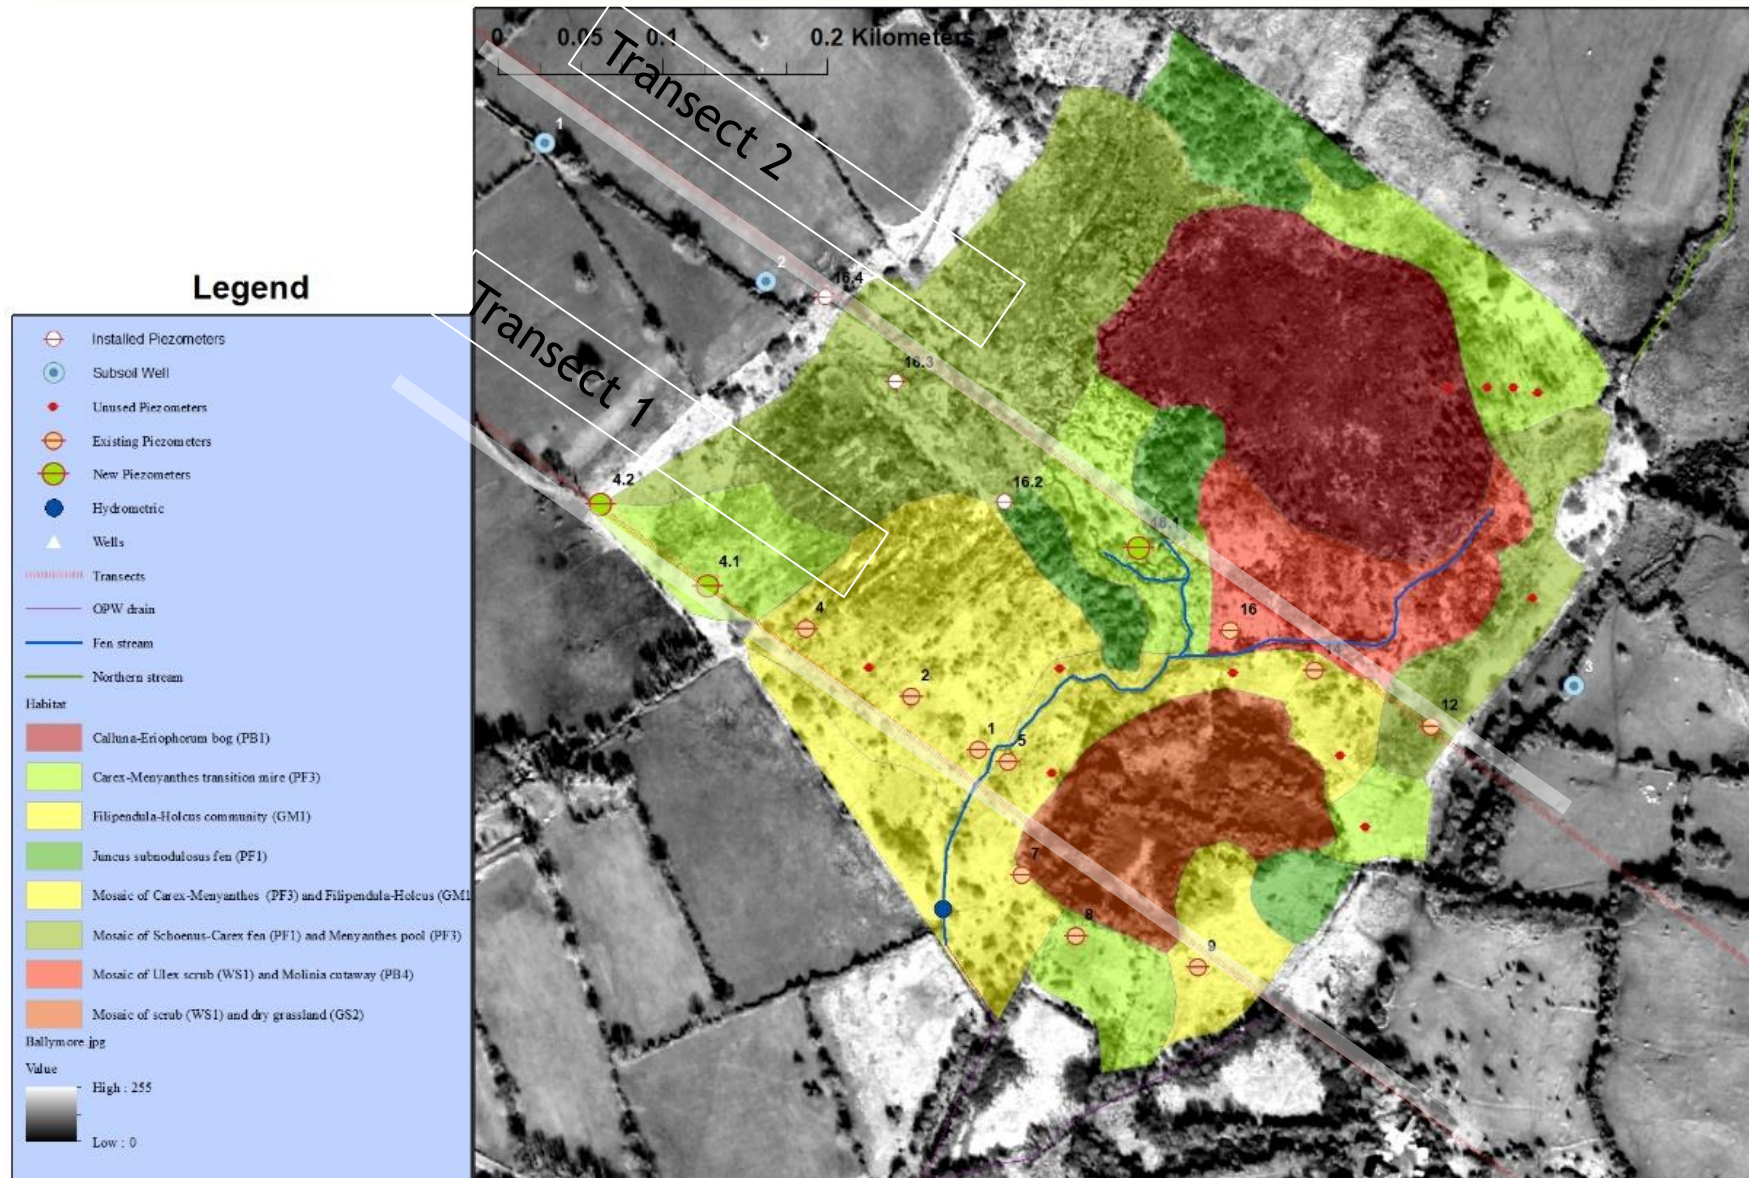 0 0.05 0.1 0.2 Kilometers
Transect 2
Transect 1
1
2
16.4
16.3
16.2
4.2
4.1
4
2
1
5
16
12
3
7
8
9
Legend
Installed Piezometers
Subsoil Well
Unused Piezometers
Existing Piezometers
New Piezometers
Hydrometric
Wells
Transects
OPW drain
Fen stream
Northern stream
Habitat
Calluna-Eriophorum bog (PB1)
Carex-Menyanthes transition mire (PF3)
Filipendula-Holcus community (GM1)
Juncus subnodulosus fen (PF1)
Mosaic of Carex-Menyanthes (PF3) and Filipendula-Holcus (GM1
Mosaic of Schoenus-Carex fen (PF1) and Menyanthes pool (PF3)
Mosaic of Ulex scrub (WS1) and Molinia cutaway (PB4)
Mosaic of scrub (WS1) and dry grassland (GS2)
Ballymore.jpg
Value
High : 255
Low : 0